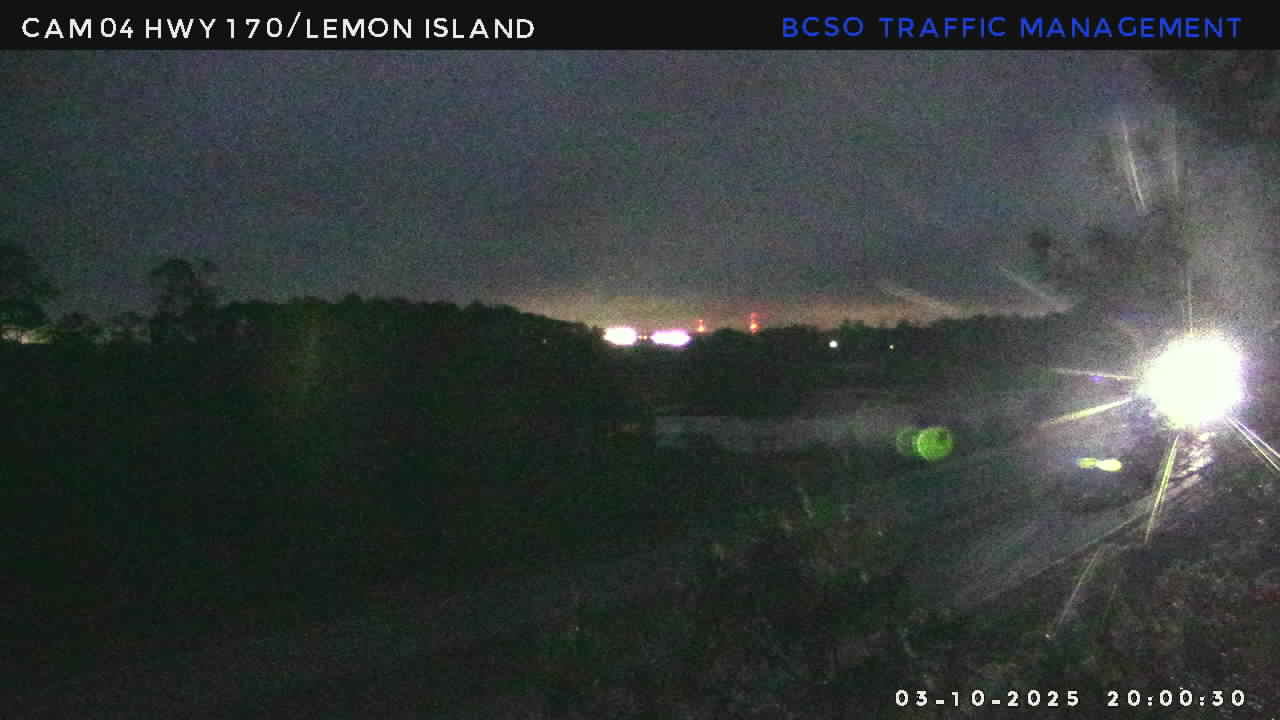 CAM04 HWY 170/LEMON ISLAND
BCSO TRAFFIC MANAGEMENT
03-10-2025 20:00:30